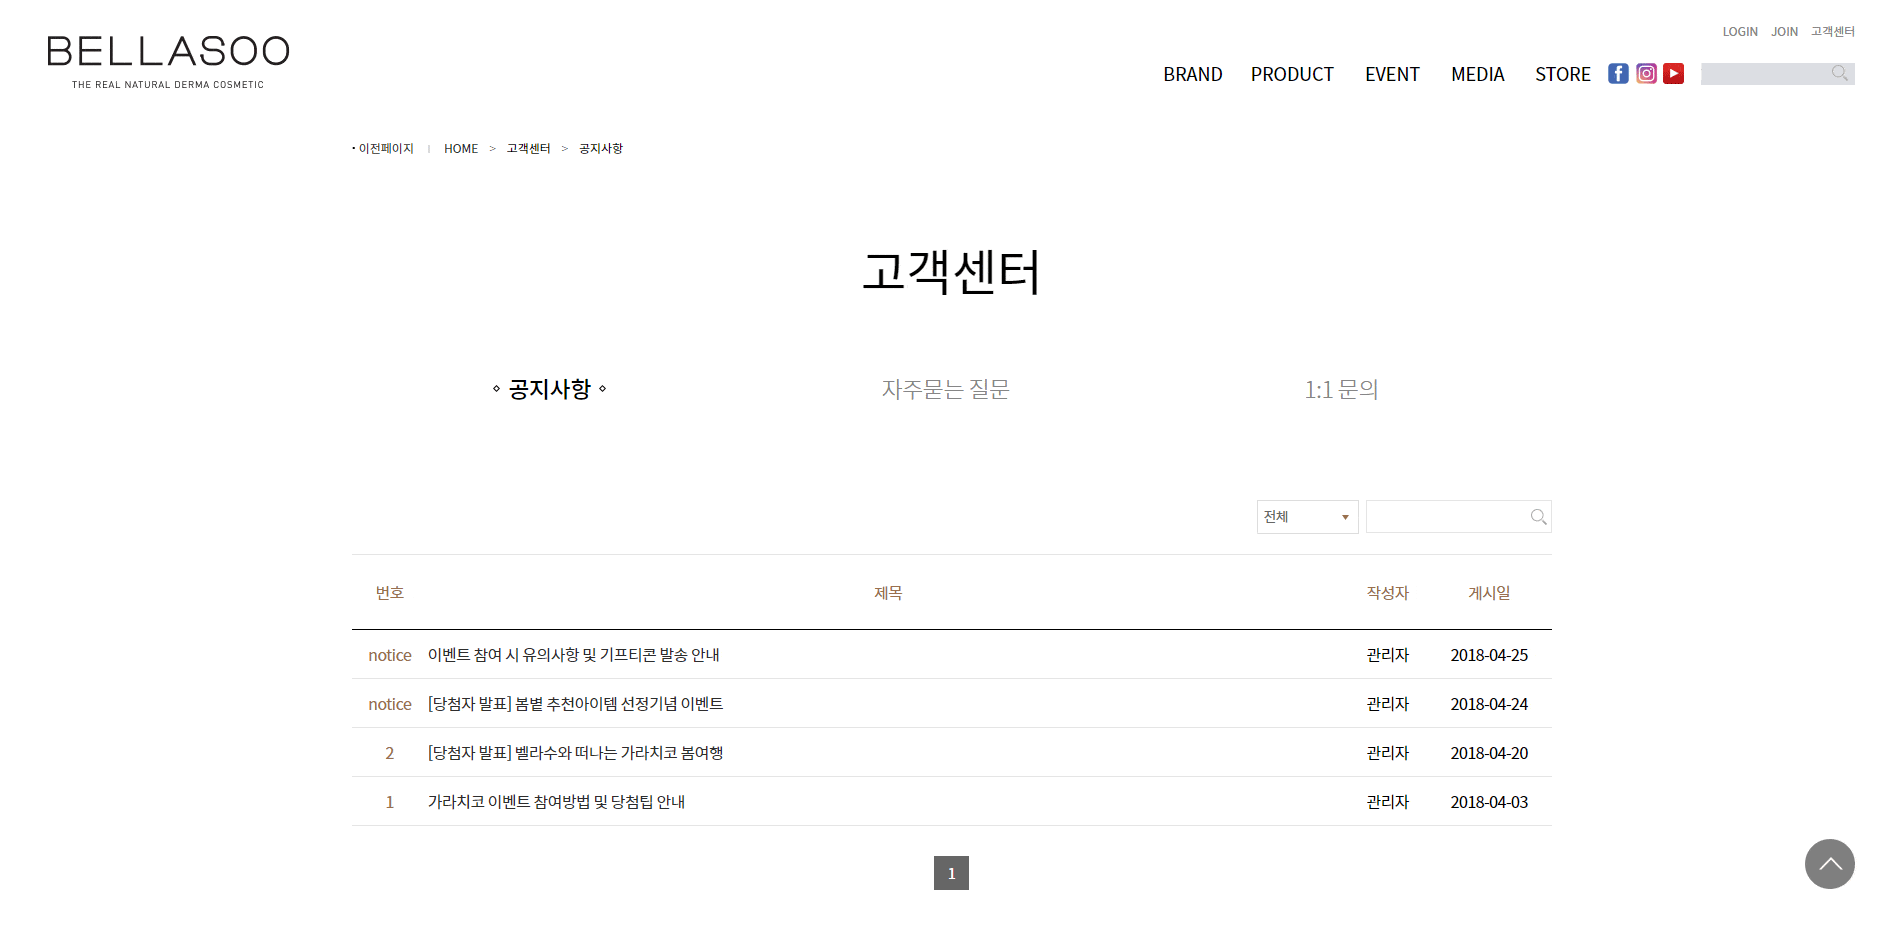 BELLASOO
THE REAL NATURAL DERMA COSMETIC
LOGIN JOIN 고객센터
BRAND PRODUCT EVENT MEDIA STORE
· 이전페이지 | HOME > 고객센터 > 공지사항
고객센터
공지사항 자주묻는 질문 1:1 문의
전체
번호 제목 작성자 게시일
notice 이벤트 참여 시 유의사항 및 기프티콘 발송 안내 관리자 2018-04-25
notice [당첨자 발표] 봄볕 추천아이템 선정기념 이벤트 관리자 2018-04-24
2 [당첨자 발표] 벨라수와 떠나는 가라치코 봄여행 관리자 2018-04-20
1 가라치코 이벤트 참여방법 및 당첨팁 안내 관리자 2018-04-03
1